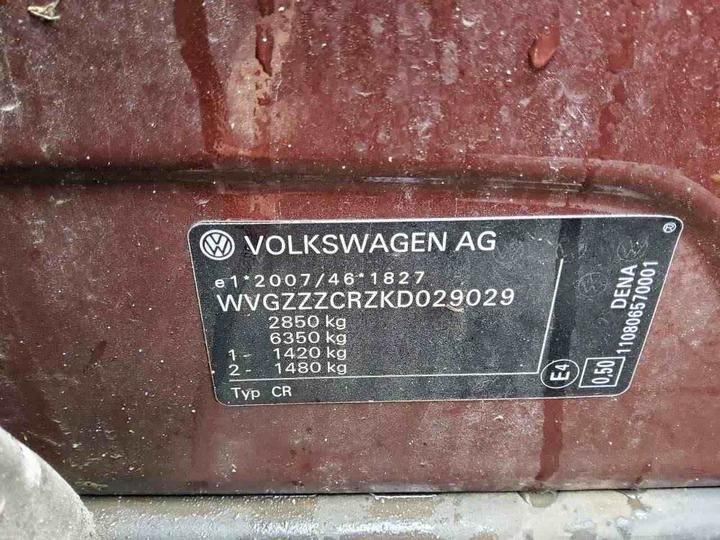 VOLKSWAGEN AG
e1*2007/46*1827
WVGZZZCRZKD029029
2850 kg
6350 kg
1- 1420 kg
2- 1480 kg
Typ CR
E4
0,50
DENA
110806570001
®